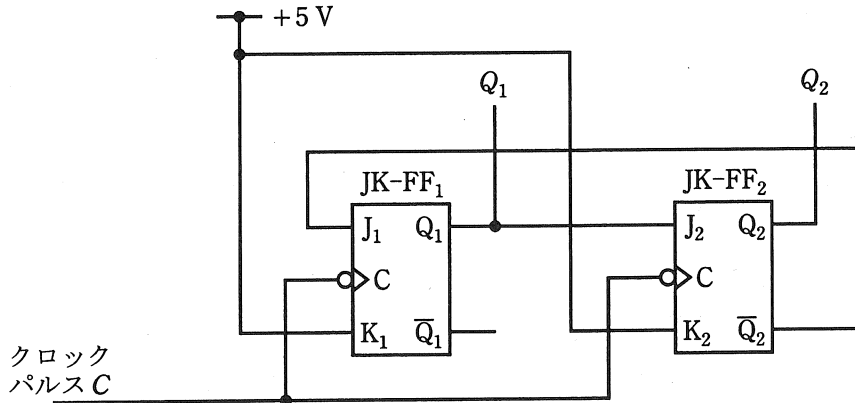 +5 V
Q₁
Q₂
JK-FF₁
JK-FF₂
J₁ Q₁
C
K₁ Q̅₁
J₂ Q₂
C
K₂ Q̅₂
クロック
パルスC